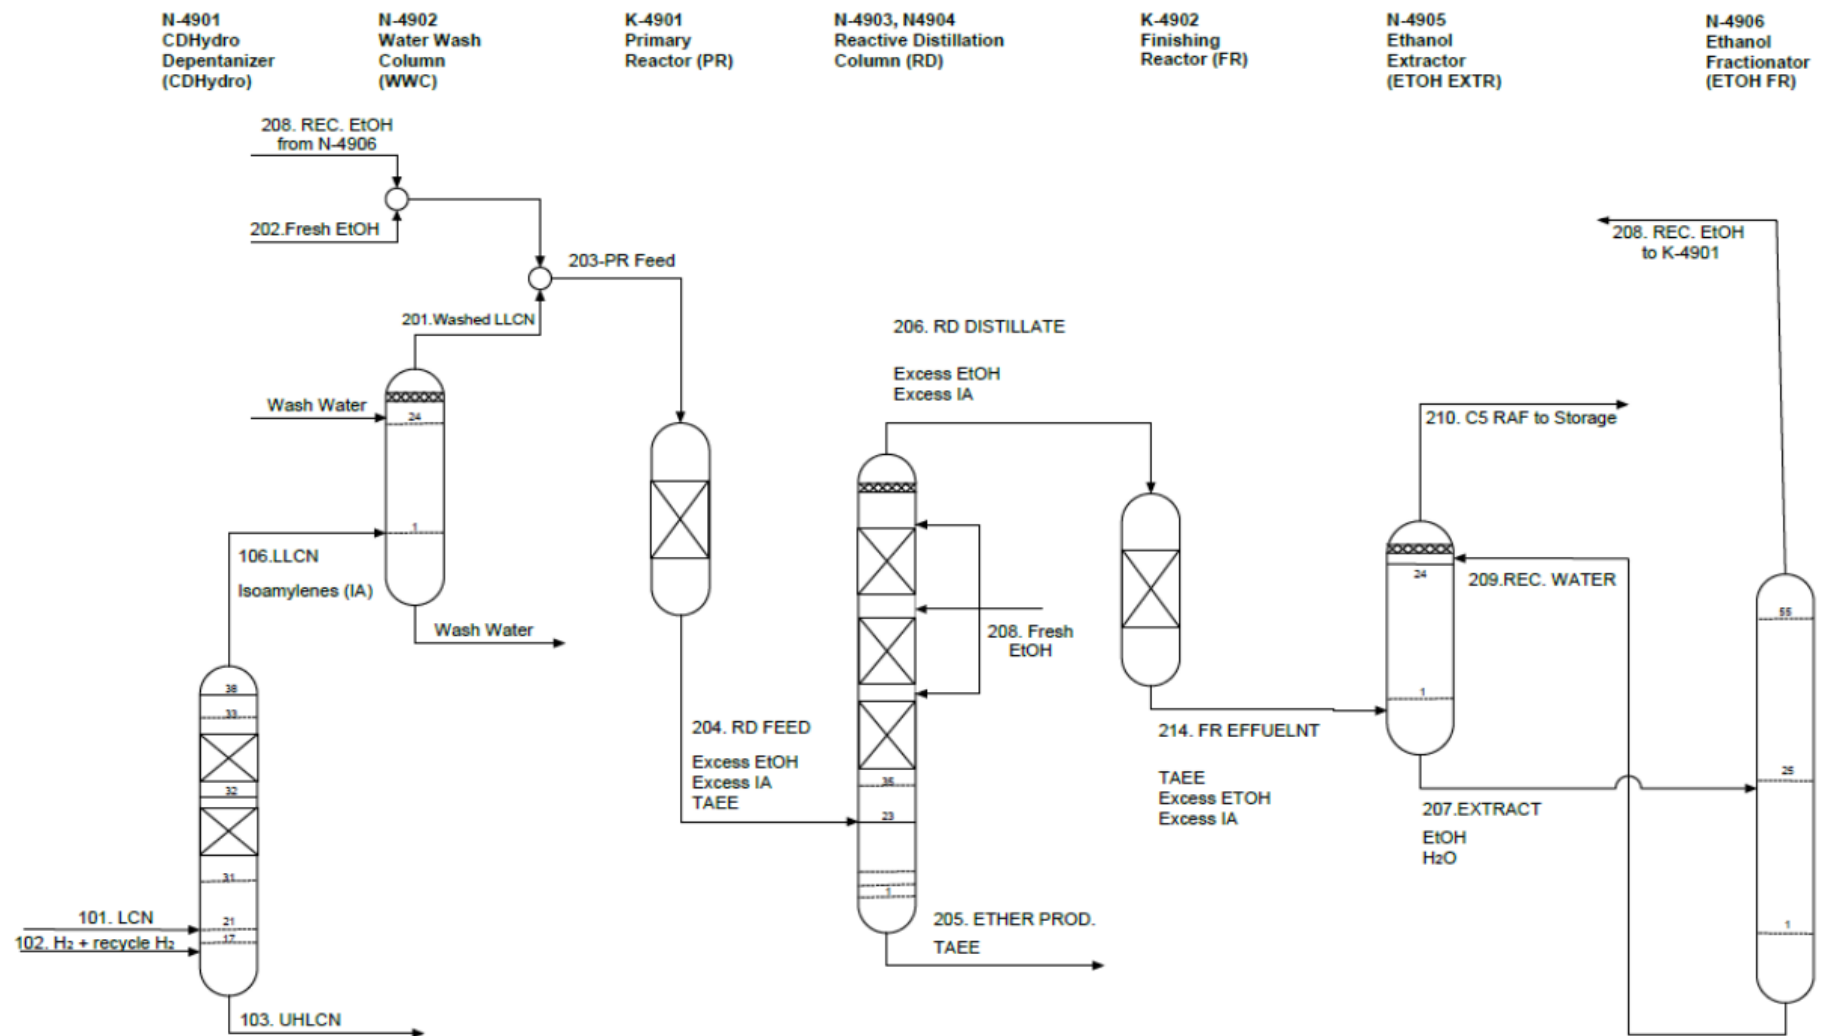 N-4901
CDHydro
Depentanizer
(CDHydro)
N-4902
Water Wash
Column
(WWC)
K-4901
Primary
Reactor (PR)
N-4903, N4904
Reactive Distillation
Column (RD)
K-4902
Finishing
Reactor (FR)
N-4905
Ethanol
Extractor
(ETOH EXTR)
N-4906
Ethanol
Fractionator
(ETOH FR)
208. REC. EtOH
from N-4906
202.Fresh EtOH
203-PR Feed
201.Washed LLCN
Wash Water
24
1
106.LLCN
Isoamylenes (IA)
Wash Water
38
33
32
31
21
17
101. LCN
102. H₂ + recycle H₂
103. UHLCN
204. RD FEED
Excess EtOH
Excess IA
TAEE
206. RD DISTILLATE
Excess EtOH
Excess IA
208. Fresh
EtOH
35
23
1
205. ETHER PROD.
TAEE
214. FR EFFUELNT
TAEE
Excess ETOH
Excess IA
210. C5 RAF to Storage
209.REC. WATER
24
1
207.EXTRACT
EtOH
H₂O
208. REC. EtOH
to K-4901
55
25
1